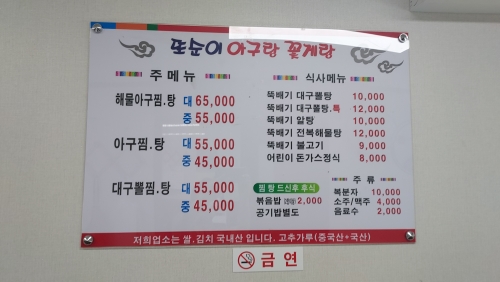 또순이 아구탕 꽃게탕
주메뉴
해물아구찜.탕 대 65,000
중 55,000
아구찜.탕 대 55,000
중 45,000
대구뽈찜.탕 대 55,000
중 45,000
식사메뉴
뚝배기 대구뽈탕 10,000
뚝배기 대구뽈탕.특 12,000
뚝배기 알탕 10,000
뚝배기 전복해물탕 12,000
뚝배기 불고기 9,000
어린이 돈가스정식 8,000
찜 탕 드신후 후식
볶음밥 2,000
공기밥별도
주 류
복분자 10,000
소주/맥주 4,000
음료수 2,000
저희업소는 쌀,김치 국내산 입니다. 고추가루(중국산+국산)
금연